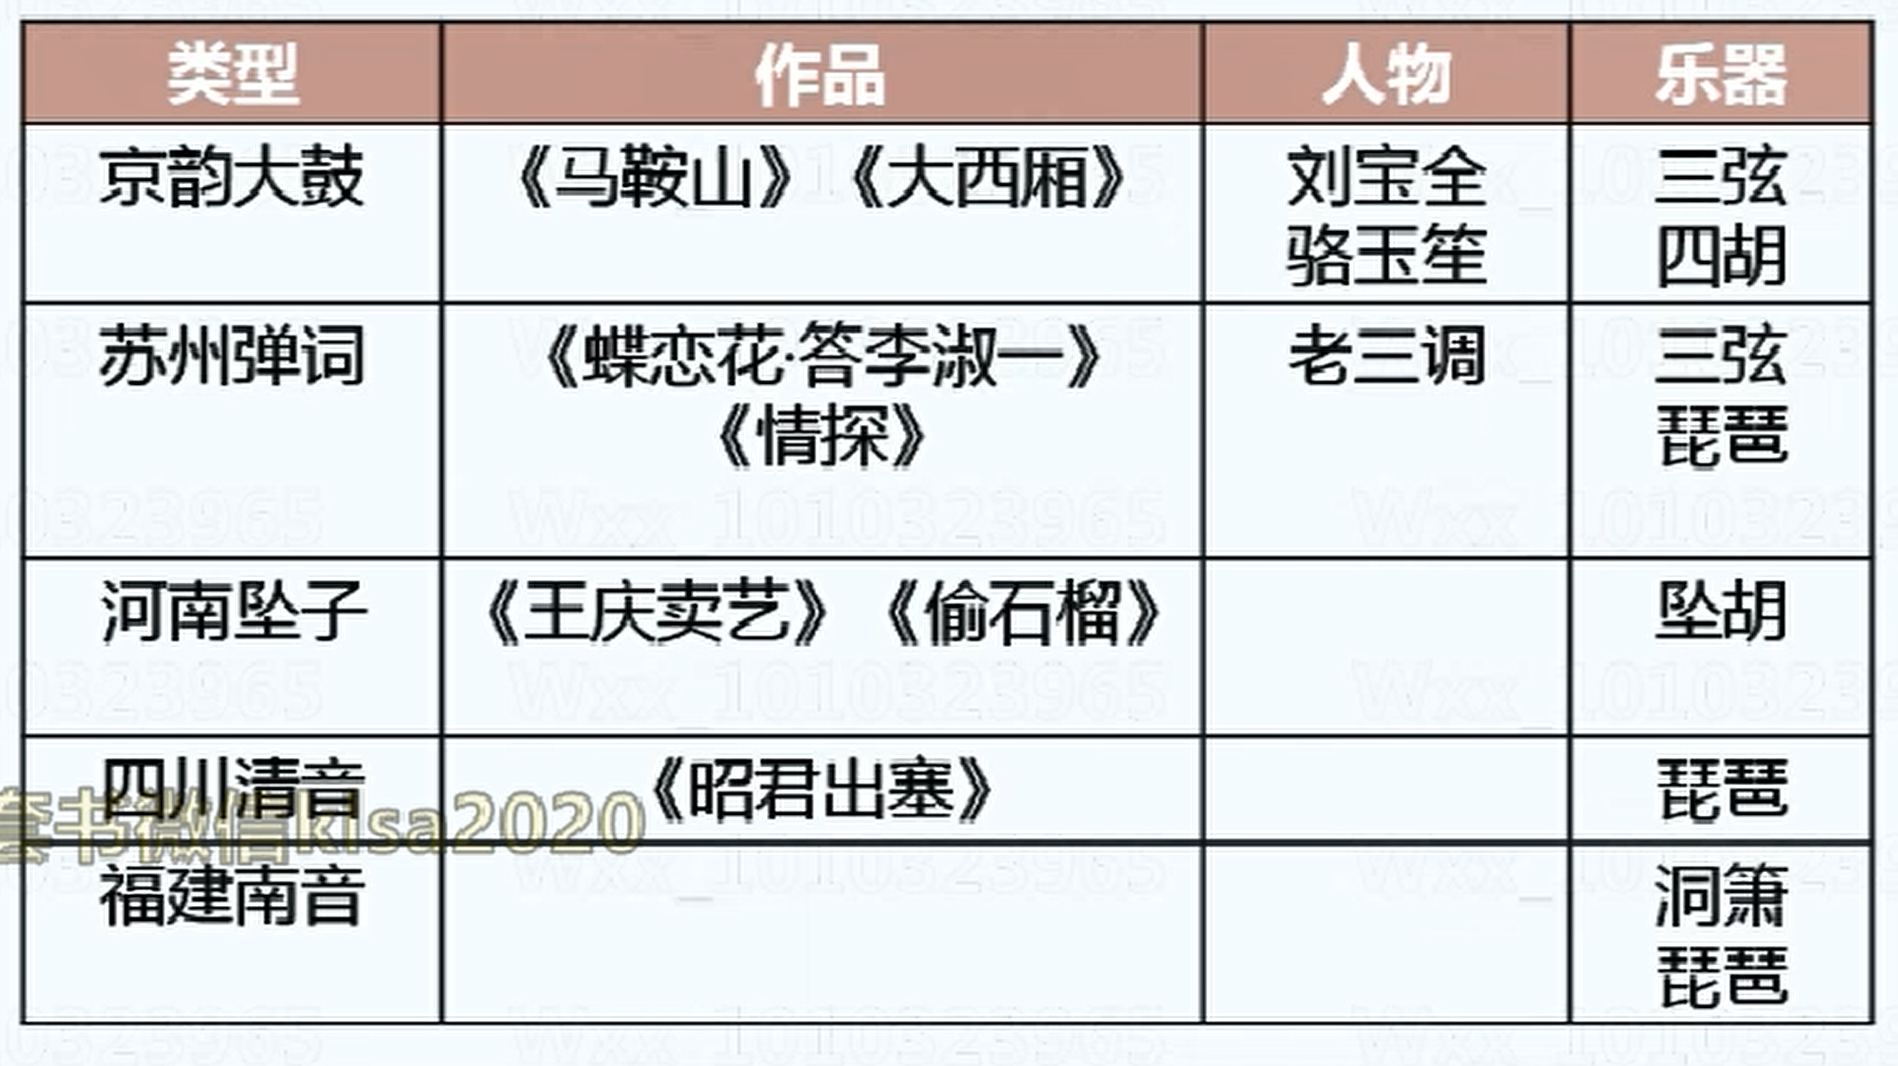 类型 作品 人物 乐器
京韵大鼓 《马鞍山》《大西厢》 刘宝全 三弦
骆玉笙 四胡
苏州弹词 《蝶恋花·答李淑一》 老三调 三弦
《情探》 琵琶
河南坠子 《王庆卖艺》《偷石榴》 坠胡
四川清音 《昭君出塞》 琵琶
套书微信klsa2020
福建南音 洞箫
琵琶
Wxx_1010323965